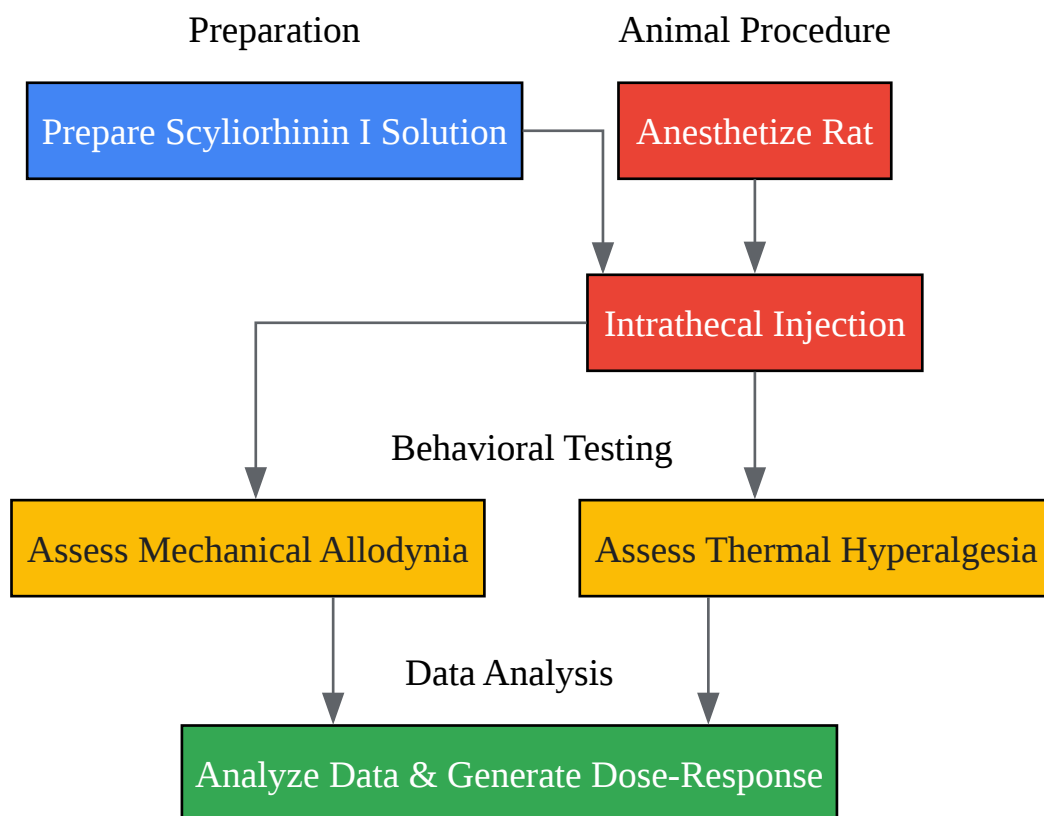 Preparation
Animal Procedure
Prepare Scyliorhinin I Solution
Anesthetize Rat
Intrathecal Injection
Behavioral Testing
Assess Mechanical Allodynia
Assess Thermal Hyperalgesia
Data Analysis
Analyze Data & Generate Dose-Response